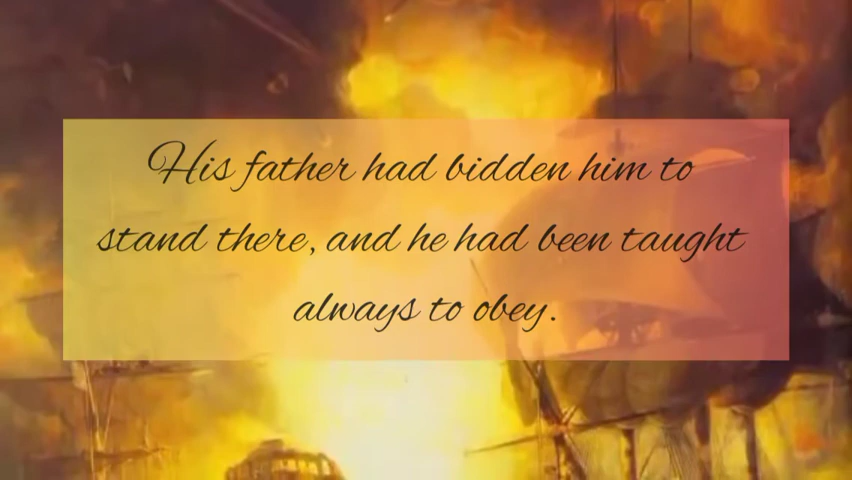 His father had bidden him to
stand there, and he had been taught
always to obey.